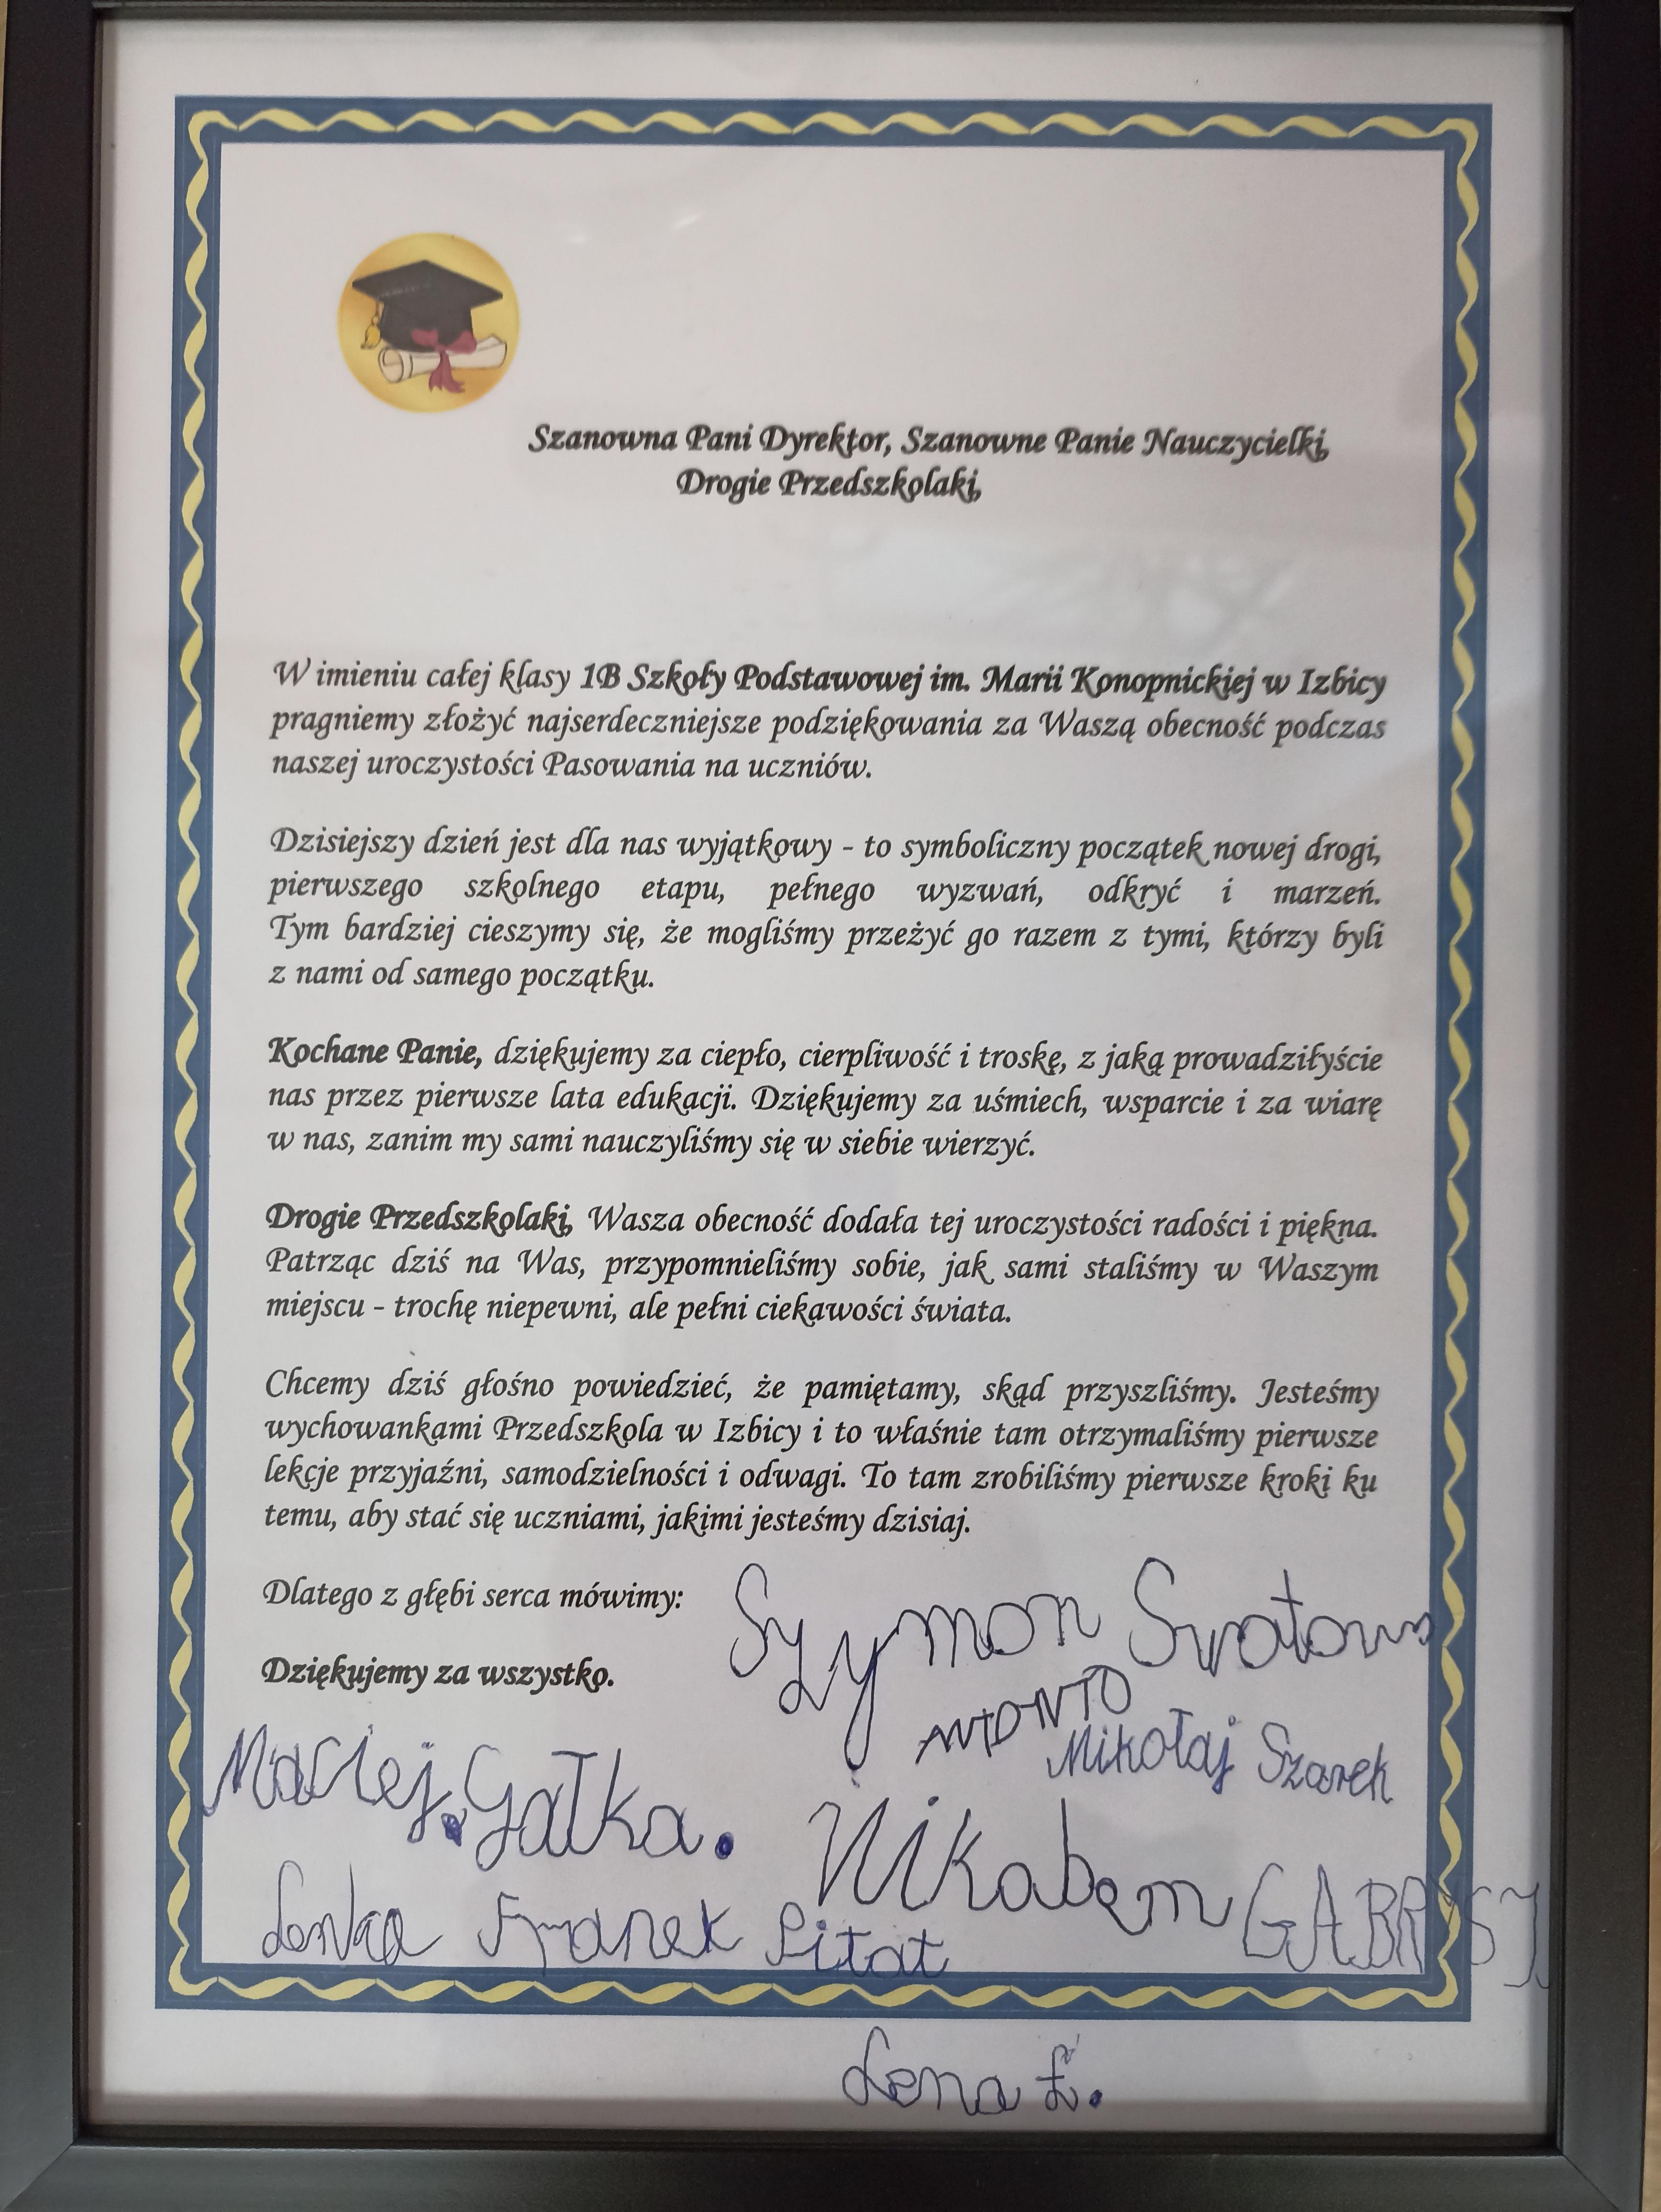 Szanowna Pani Dyrektor, Szanowne Panie Nauczycielki,
Drogie Przedszkolaki,
W imieniu całej klasy 1B Szkoły Podstawowej im. Marii Konopnickiej w Izbicy
pragniemy złożyć najserdeczniejsze podziękowania za Waszą obecność podczas
naszej uroczystości Pasowania na uczniów.
Dzisiejszy dzień jest dla nas wyjątkowy - to symboliczny początek nowej drogi,
pierwszego szkolnego etapu, pełnego wyzwań, odkryć i marzeń.
Tym bardziej cieszymy się, że mogliśmy przeżyć go razem z tymi, którzy byli
z nami od samego początku.
Kochane Panie, dziękujemy za ciepło, cierpliwość i troskę, z jaką prowadziłyście
nas przez pierwsze lata edukacji. Dziękujemy za uśmiech, wsparcie i za wiarę
w nas, zanim my sami nauczyliśmy się w siebie wierzyć.
Drogie Przedszkolaki, Wasza obecność dodała tej uroczystości radości i piękna.
Patrząc dziś na Was, przypomnieliśmy sobie, jak sami staliśmy w Waszym
miejscu - trochę niepewni, ale pełni ciekawości świata.
Chcemy dziś głośno powiedzieć, że pamiętamy, skąd przyszliśmy. Jesteśmy
wychowankami Przedszkola w Izbicy i to właśnie tam otrzymaliśmy pierwsze
lekcje przyjaźni, samodzielności i odwagi. To tam zrobiliśmy pierwsze kroki ku
temu, aby stać się uczniami, jakimi jesteśmy dzisiaj.
Dlatego z głębi serca mówimy:
Szymon
Dziękujemy za wszystko.
Mikołaj Szarek
Maciej Gałka.
Lenka Franek
Lena Ł.